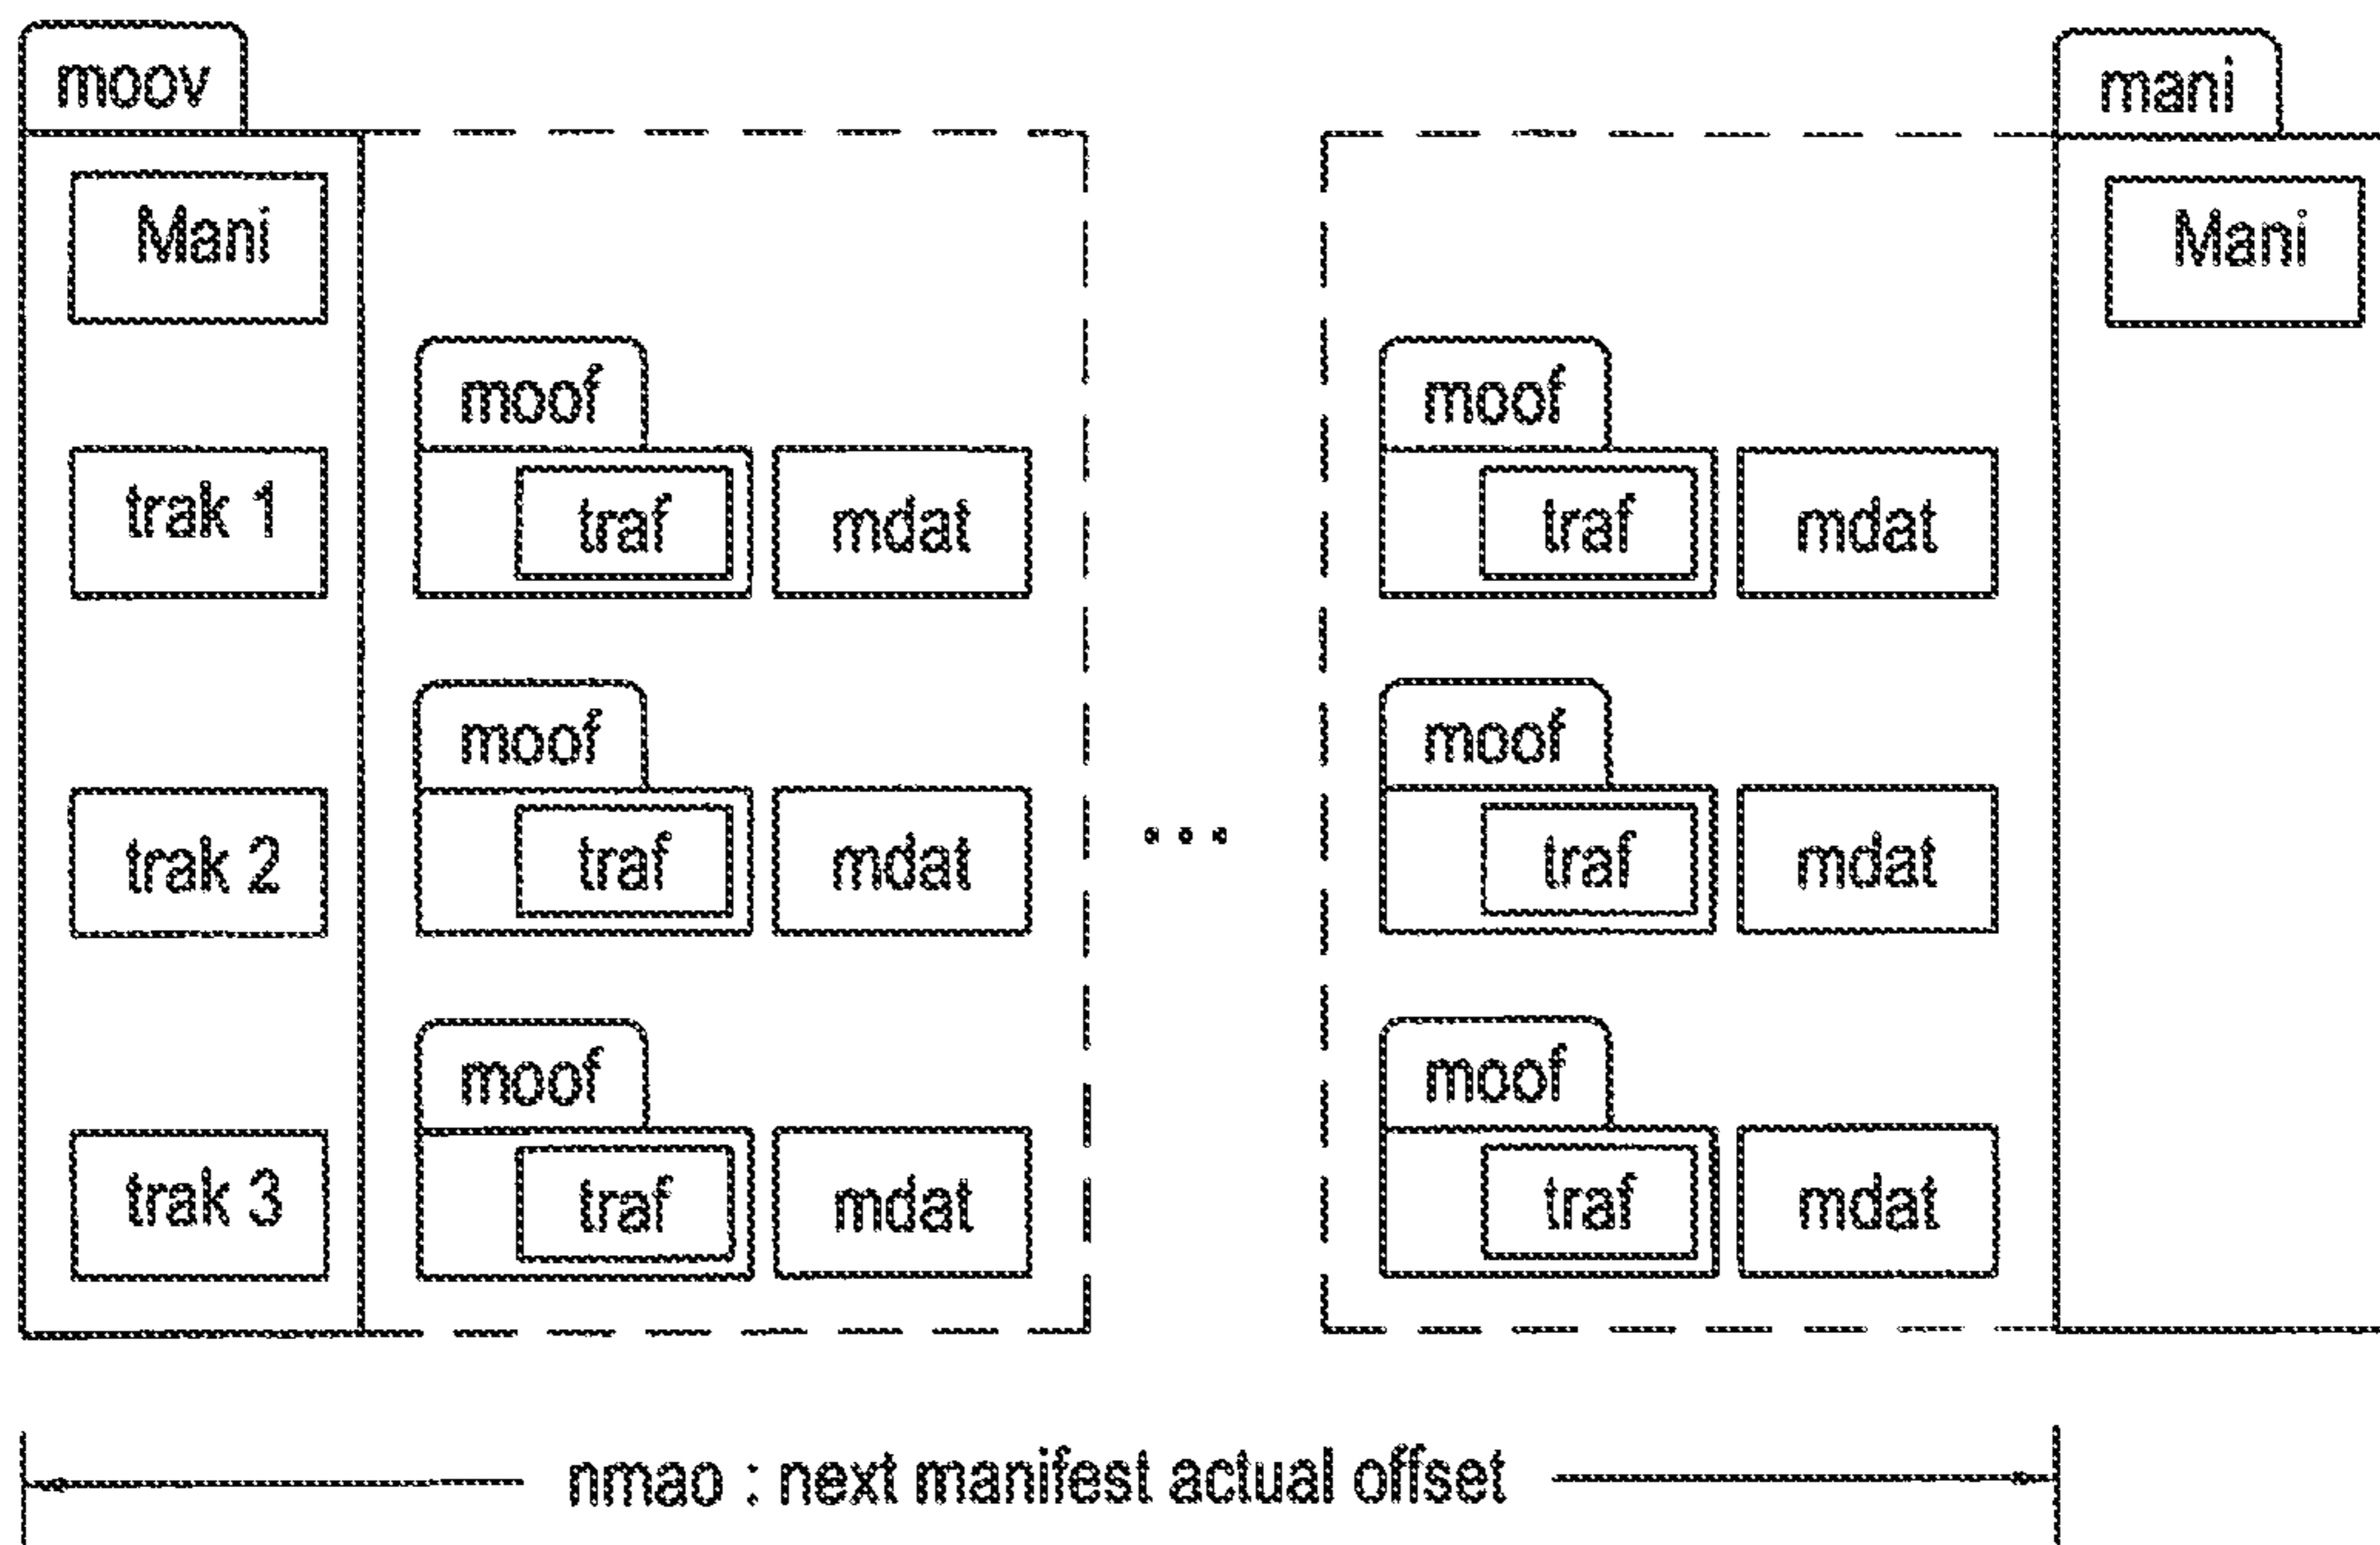 moov
mani
Mani
Mani
moof
moof
trak 1
traf
mdat
traf
mdat
moof
moof
trak 2
traf
mdat
...
traf
mdat
moof
moof
trak 3
traf
mdat
traf
mdat
nmao : next manifest actual offset